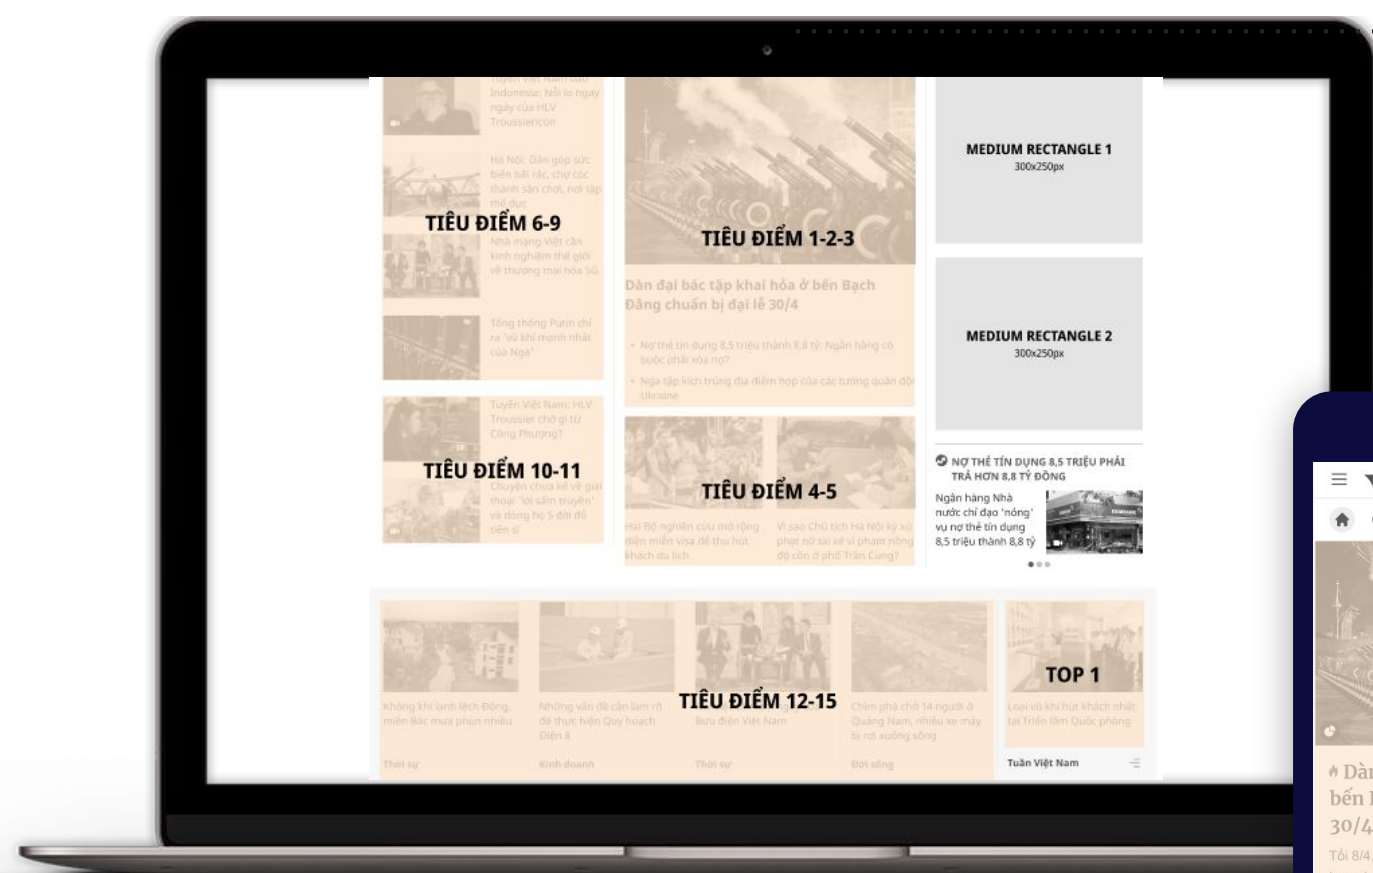 Tuyển Việt Nam đấu
Indonesia: Nỗi lo ngay
ngáy của HLV
Troussiericon
Hà Nội: Dân góp sức
biến bãi rác, chợ cóc
thành sân chơi, nơi tập
thể dục
TIÊU ĐIỂM 6-9
Nhà mạng Việt cần
kinh nghiệm thế giới
về thương mại hóa 5G
Tổng thống Putin chỉ
ra 'vũ khí mạnh nhất
của Nga'
Tuyển Việt Nam: HLV
Troussier chờ gì từ
Công Phượng?
TIÊU ĐIỂM 10-11
Chuyện chưa kể về giai
thoại 'lời sấm truyền'
và dòng họ 5 đời đỗ
tiến sĩ
TIÊU ĐIỂM 1-2-3
Dàn đại bác tập khai hỏa ở bến Bạch
Đằng chuẩn bị đại lễ 30/4
• Nợ thẻ tín dụng 8,5 triệu thành 8,8 tỷ: Ngân hàng có
buộc phải xóa nợ?
• Nga tập kích trúng địa điểm họp của các tướng quân đội
Ukraine
TIÊU ĐIỂM 4-5
Hai Bộ nghiên cứu mở rộng
diện miễn visa để thu hút
khách du lịch
Vì sao Chủ tịch Hà Nội ký xử
phạt nữ tài xế vi phạm nồng
độ cồn ở phố Trần Cung?
MEDIUM RECTANGLE 1
300x250px
MEDIUM RECTANGLE 2
300x250px
NỢ THẺ TÍN DỤNG 8,5 TRIỆU PHẢI
TRẢ HƠN 8,8 TỶ ĐỒNG
Ngân hàng Nhà
nước chỉ đạo 'nóng'
vụ nợ thẻ tín dụng
8,5 triệu thành 8,8 tỷ
TIÊU ĐIỂM 12-15
Không khí lạnh lệch Đông,
miền Bắc mưa phùn nhiều
Thời sự
Những vấn đề cần làm rõ
để thực hiện Quy hoạch
Điện 8
Kinh doanh
Bưu điện Việt Nam
Thời sự
Chìm phà chở 14 người ở
Quảng Nam, nhiều xe máy
bị rơi xuống sông
Đời sống
TOP 1
Loại vũ khí hút khách nhất
tại Triển lãm Quốc phòng
Tuần Việt Nam
Dàn
bến
30/4
Tối 8/4,